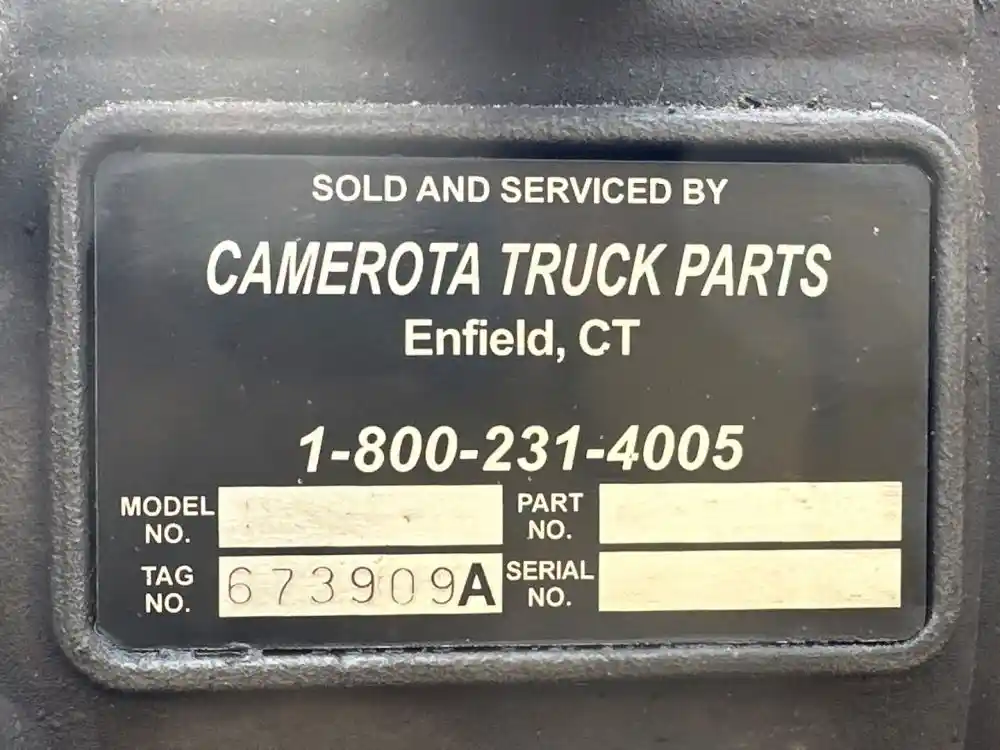 SOLD AND SERVICED BY
CAMEROTA TRUCK PARTS
Enfield, CT
1-800-231-4005
MODEL NO.
PART NO.
TAG NO. 673909A
SERIAL NO.